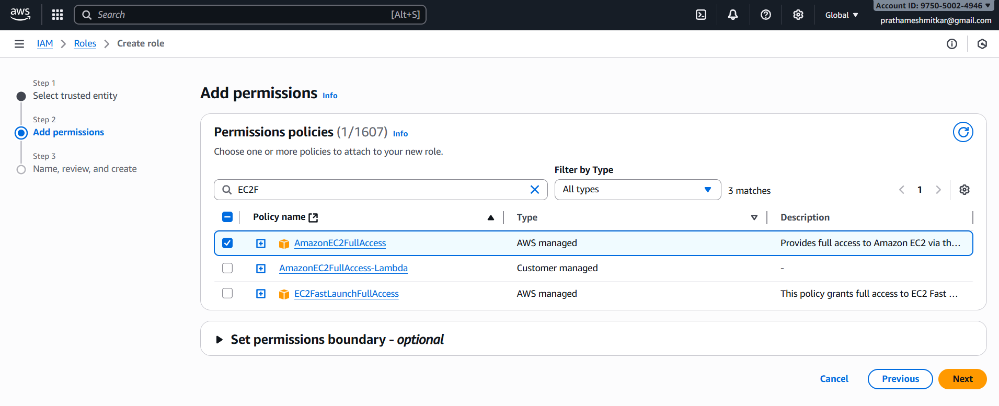 aws
Search
[Alt+S]
Global
Account ID: 9750-5002-4946
prathameshmitkar@gmail.com
IAM
Roles
Create role
Step 1
Select trusted entity
Step 2
Add permissions
Step 3
Name, review, and create
Add permissions Info
Permissions policies (1/1607) Info
Choose one or more policies to attach to your new role.
Filter by Type
EC2F
All types
3 matches
1
Policy name
Type
Description
AmazonEC2FullAccess
AWS managed
Provides full access to Amazon EC2 via th...
AmazonEC2FullAccess-Lambda
Customer managed
-
EC2FastLaunchFullAccess
AWS managed
This policy grants full access to EC2 Fast ...
Set permissions boundary - optional
Cancel
Previous
Next